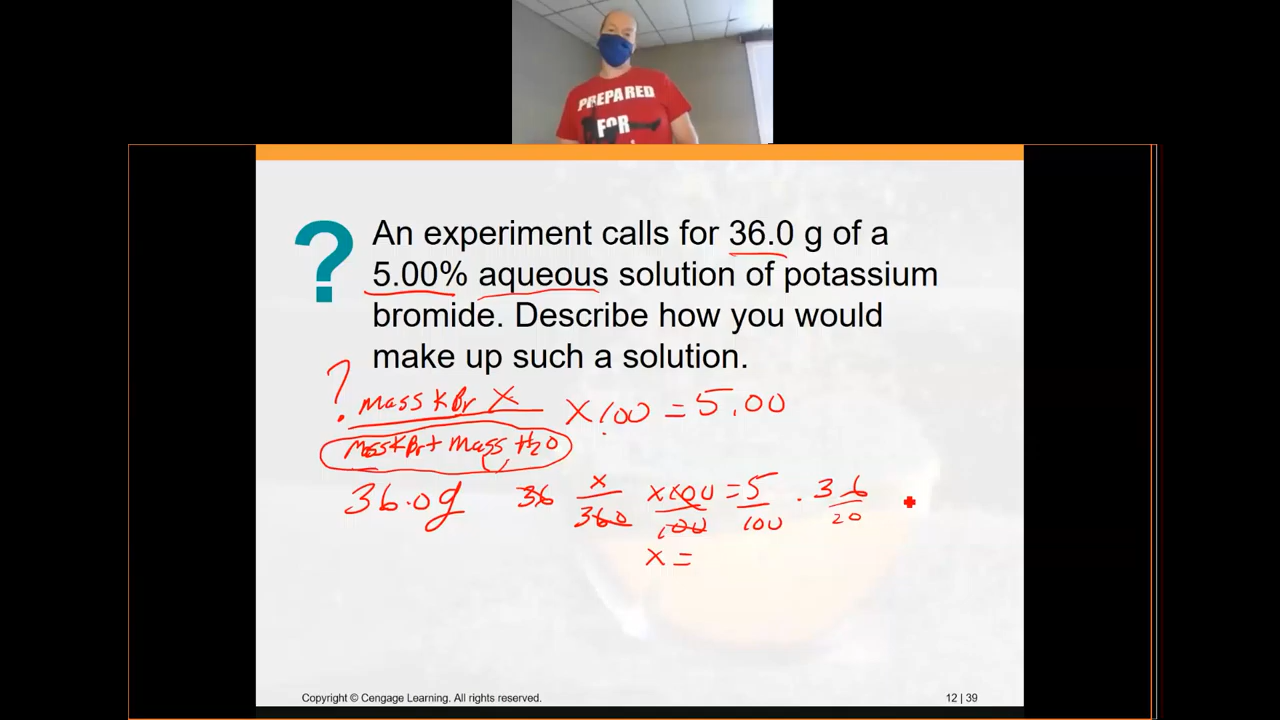 PREPARED
FOR
?
An experiment calls for 36.0 g of a
5.00% aqueous solution of potassium
bromide. Describe how you would
make up such a solution.
?
Mass KBr X
Mass KBr + Mass H2O
X100 = 5.00
36.0g
36 x/360 x100/100 = 5/100 · 36/20
x =
Copyright © Cengage Learning. All rights reserved.
12 | 39